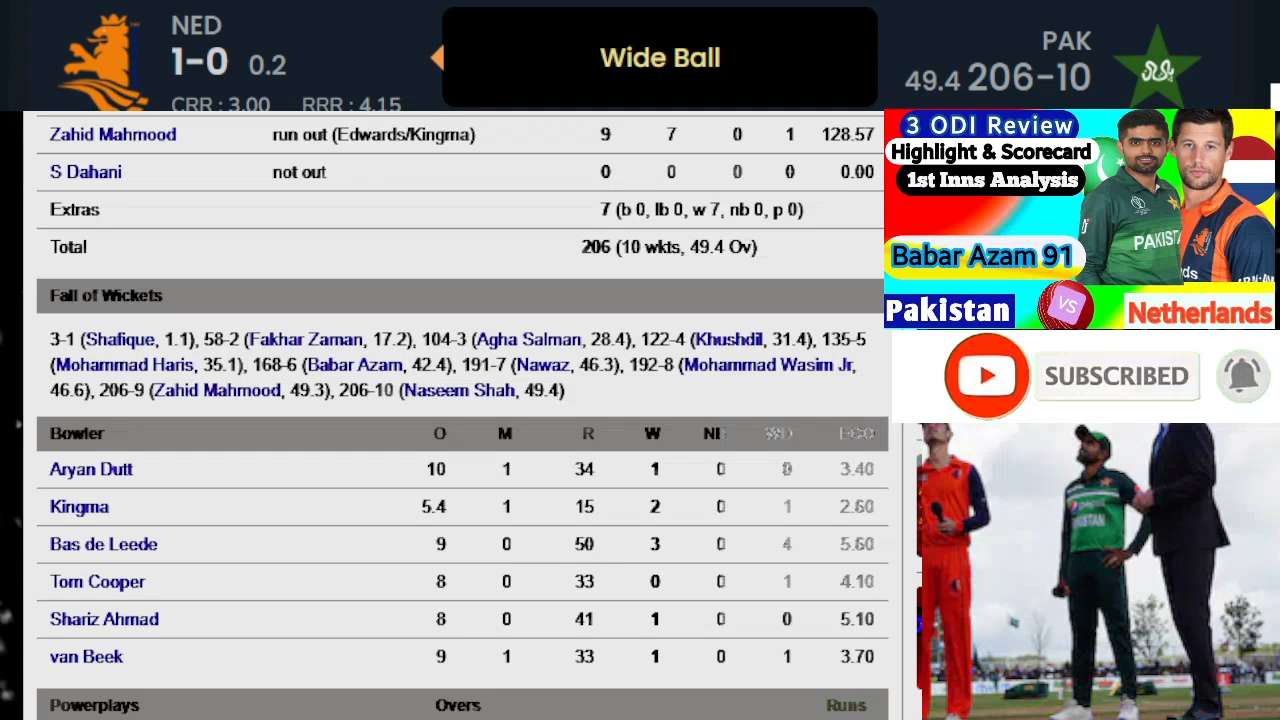 NED
1-0 0.2
CRR : 3.00 RRR : 4.15
Wide Ball
PAK
49.4 206-10
Zahid Mahmood run out (Edwards/Kingma) 9 7 0 1 128.57
S Dahani not out 0 0 0 0 0.00
Extras 7 (b 0, lb 0, w 7, nb 0, p 0)
Total 206 (10 wkts, 49.4 Ov)
Fall of Wickets
3-1 (Shafique, 1.1), 58-2 (Fakhar Zaman, 17.2), 104-3 (Agha Salman, 28.4), 122-4 (Khushdil, 31.4), 135-5
(Mohammad Haris, 35.1), 168-6 (Babar Azam, 42.4), 191-7 (Nawaz, 46.3), 192-8 (Mohammad Wasim Jr,
46.6), 206-9 (Zahid Mahmood, 49.3), 206-10 (Naseem Shah, 49.4)
Bowler O M R W NB WD ECO
Aryan Dutt 10 1 34 1 0 0 3.40
Kingma 5.4 1 15 2 0 1 2.60
Bas de Leede 9 0 50 3 0 4 5.60
Tom Cooper 8 0 33 0 0 1 4.10
Shariz Ahmad 8 0 41 1 0 0 5.10
van Beek 9 1 33 1 0 1 3.70
Powerplays Overs Runs
3 ODI Review
Highlight & Scorecard
1st Inns Analysis
PAKIST
Babar Azam 91
Pakistan
VS
Netherlands
SUBSCRIBED
pepsi
PAKISTAN